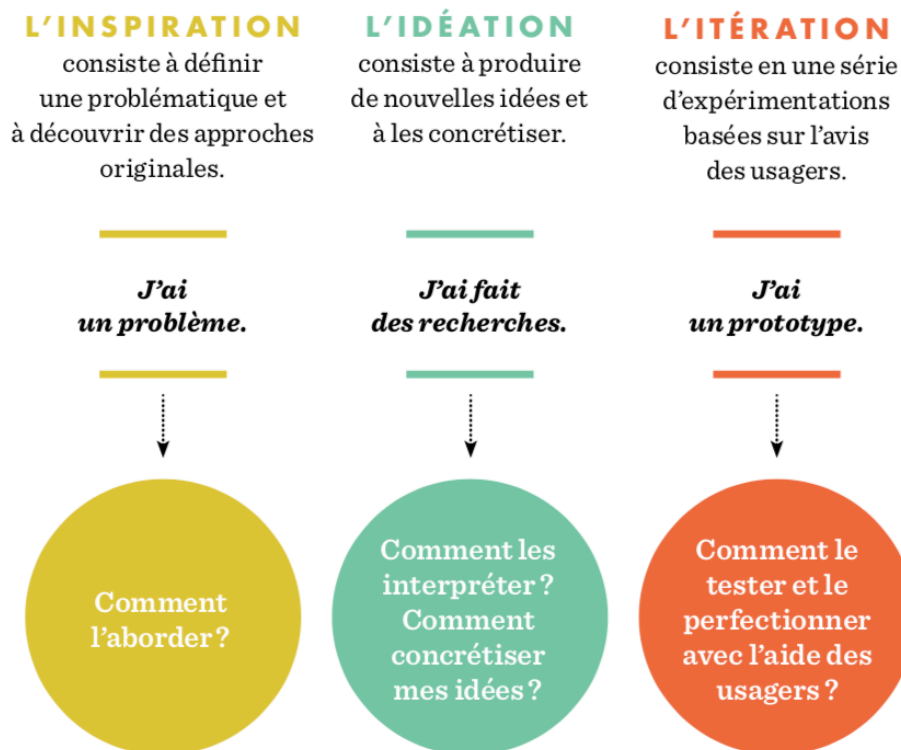 L'INSPIRATION
consiste à définir
une problématique et
à découvrir des approches
originales.
J'ai
un problème.
Comment
l'aborder ?
L'IDÉATION
consiste à produire
de nouvelles idées et
à les concrétiser.
J'ai fait
des recherches.
Comment les
interpréter ?
Comment
concrétiser
mes idées ?
L'ITÉRATION
consiste en une série
d'expérimentations
basées sur l'avis
des usagers.
J'ai
un prototype.
Comment le
tester et le
perfectionner
avec l'aide des
usagers ?